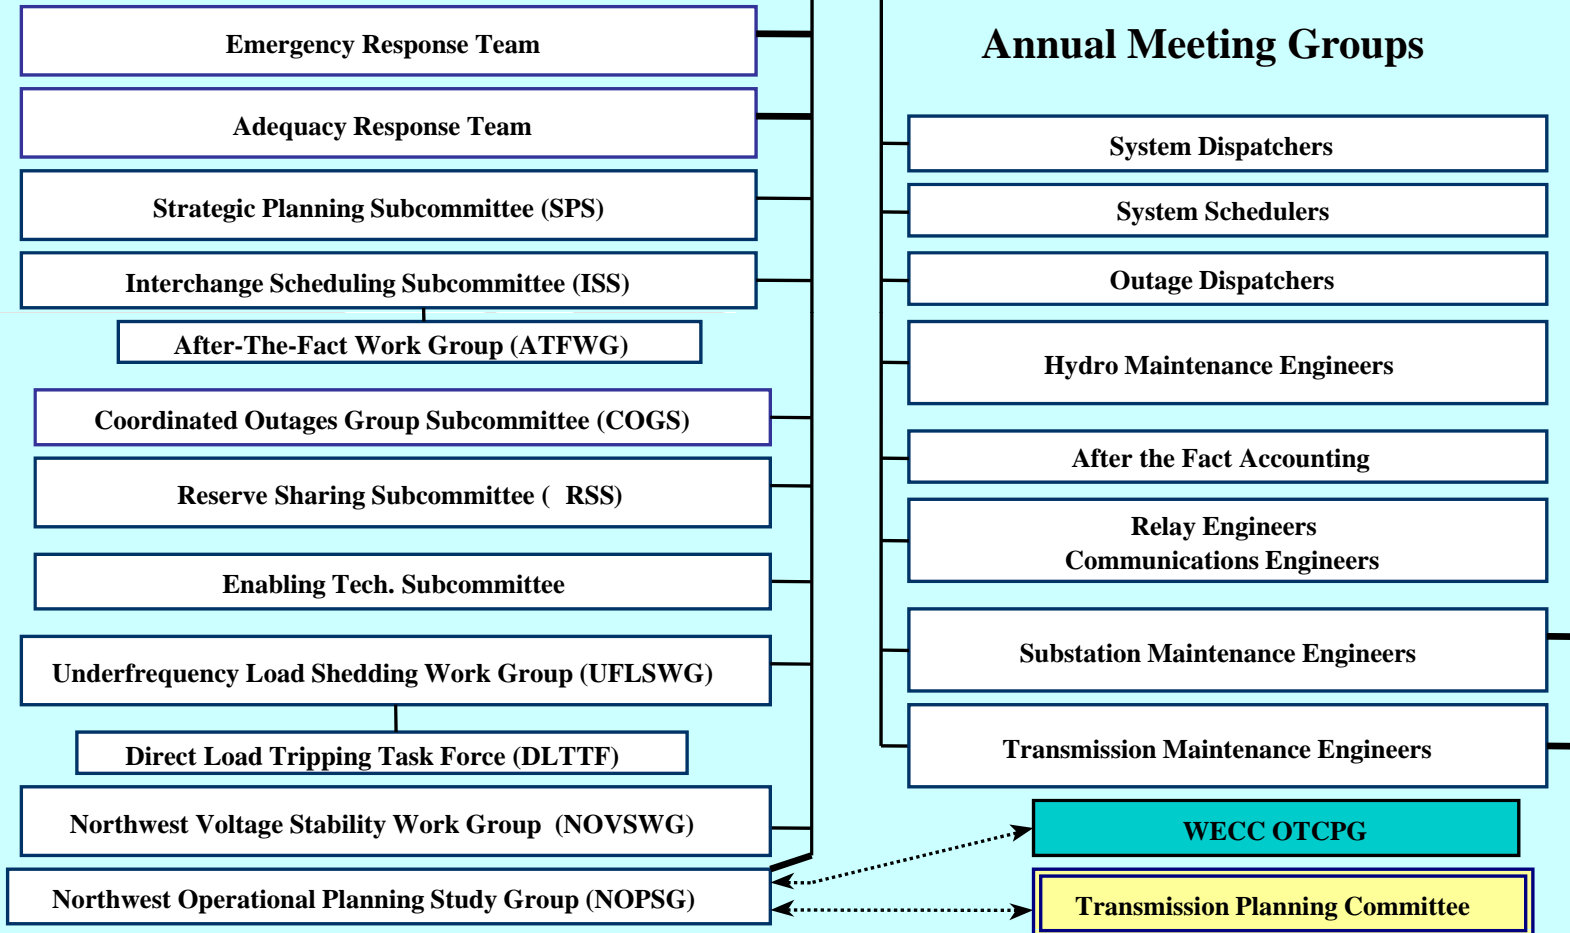 Emergency Response Team
Adequacy Response Team
Strategic Planning Subcommittee (SPS)
Interchange Scheduling Subcommittee (ISS)
After-The-Fact Work Group (ATFWG)
Coordinated Outages Group Subcommittee (COGS)
Reserve Sharing Subcommittee ( RSS)
Enabling Tech. Subcommittee
Underfrequency Load Shedding Work Group (UFLSWG)
Direct Load Tripping Task Force (DLTTF)
Northwest Voltage Stability Work Group (NOVSWG)
Northwest Operational Planning Study Group (NOPSG)
Annual Meeting Groups
System Dispatchers
System Schedulers
Outage Dispatchers
Hydro Maintenance Engineers
After the Fact Accounting
Relay Engineers
Communications Engineers
Substation Maintenance Engineers
Transmission Maintenance Engineers
WECC OTCPG
Transmission Planning Committee